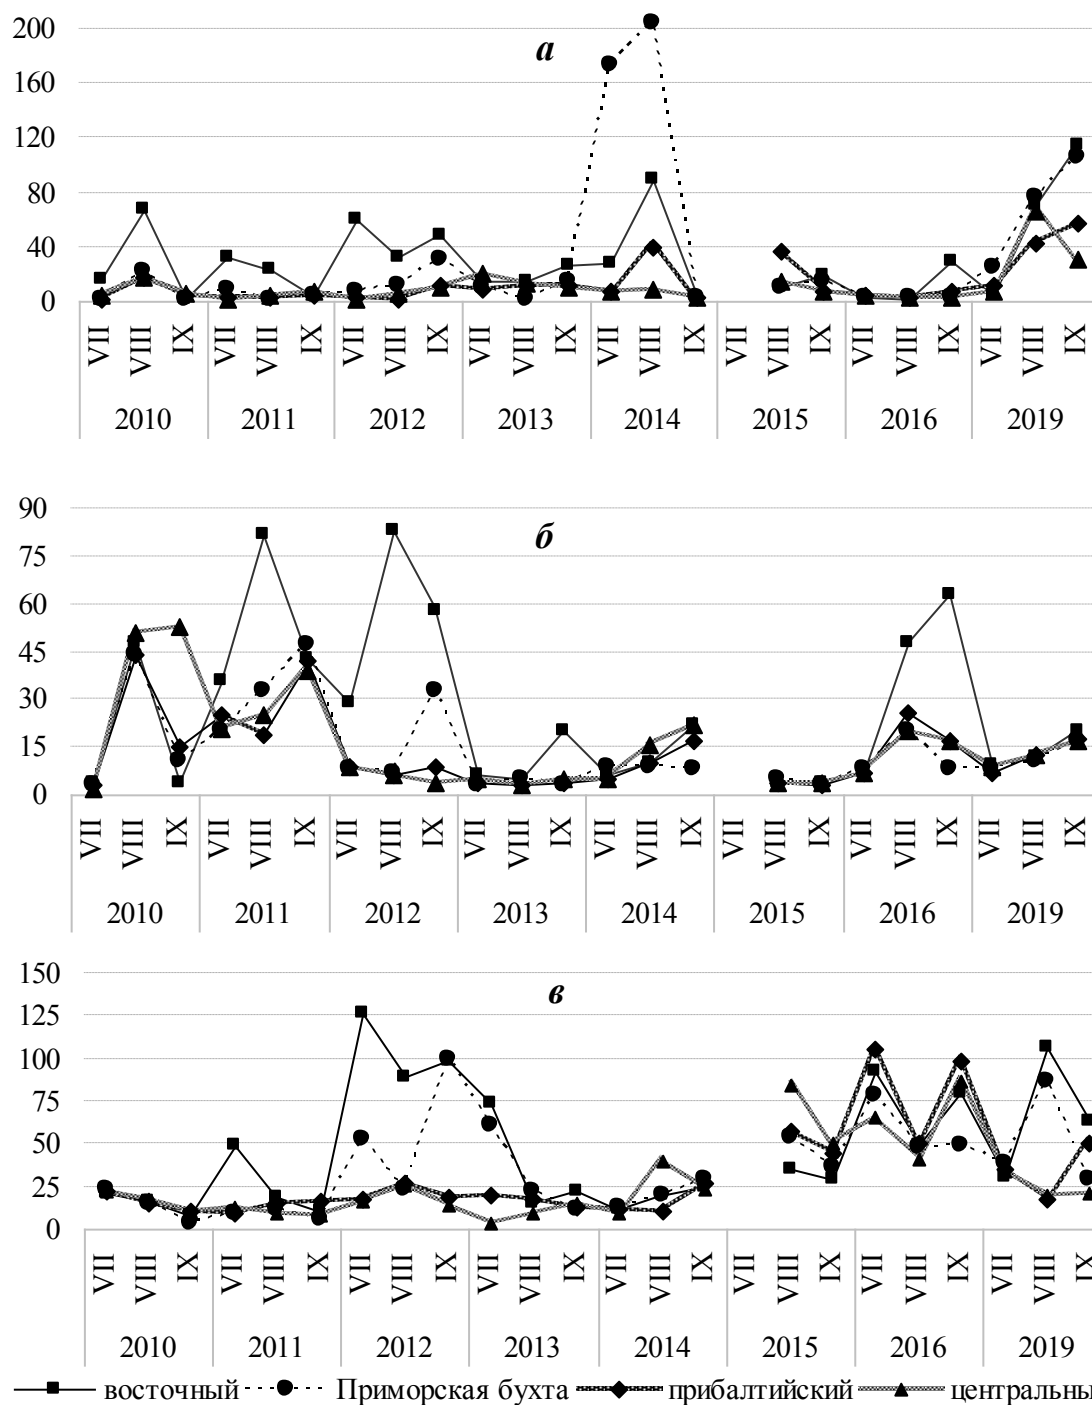 200
а
160
120
80
40
0
VII VIII IX VII VIII IX VII VIII IX VII VIII IX VII VIII IX VII VIII IX VII VIII IX VII VIII IX
2010 2011 2012 2013 2014 2015 2016 2019
90
б
75
60
45
30
15
0
VII VIII IX VII VIII IX VII VIII IX VII VIII IX VII VIII IX VII VIII IX VII VIII IX VII VIII IX
2010 2011 2012 2013 2014 2015 2016 2019
150
в
125
100
75
50
25
0
VII VIII IX VII VIII IX VII VIII IX VII VIII IX VII VIII IX VII VIII IX VII VIII IX VII VIII IX
2010 2011 2012 2013 2014 2015 2016 2019
восточный Приморская бухта прибалтийский центральны